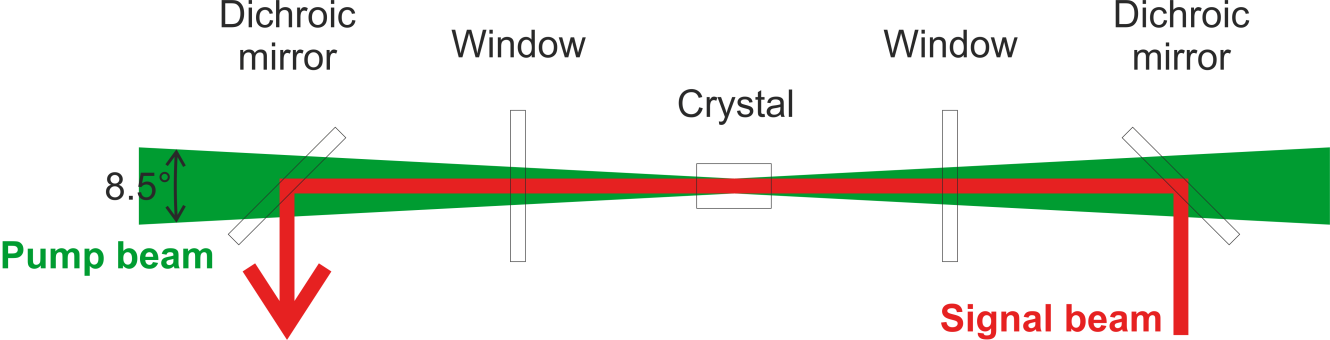 Dichroic
mirror
Window
Crystal
Window
Dichroic
mirror
8.5°
Pump beam
Signal beam